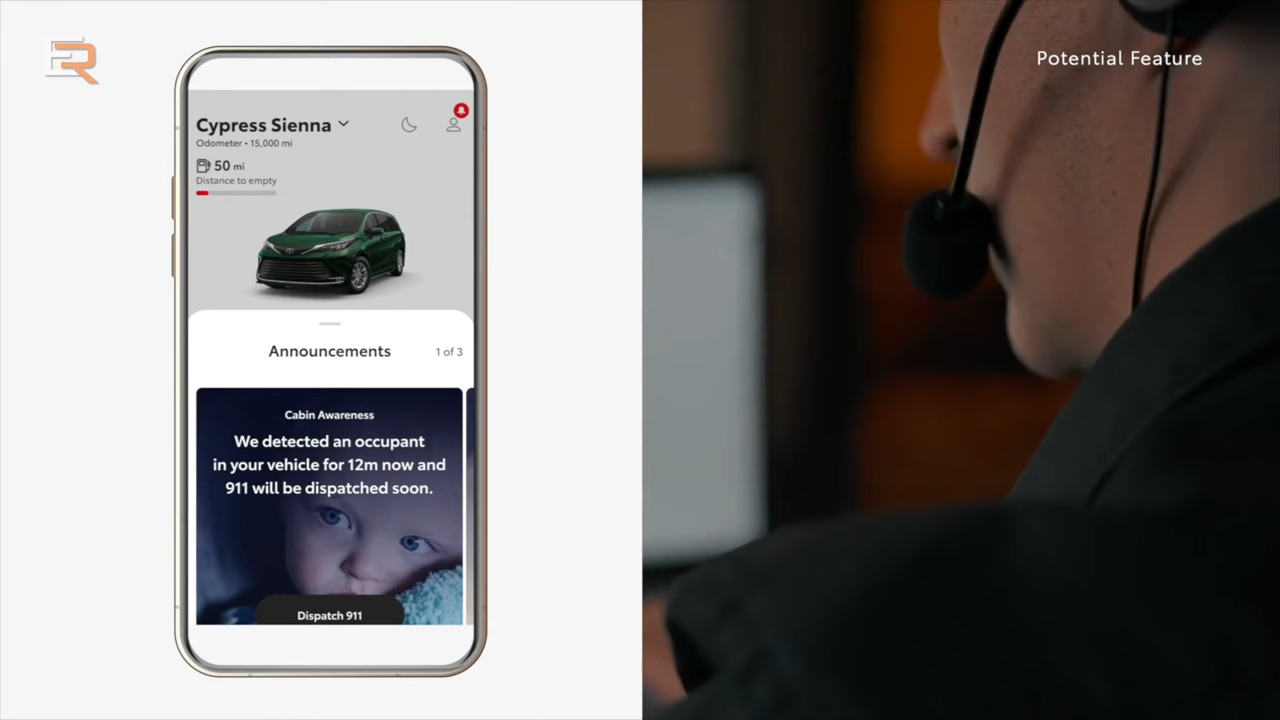 ER
Potential Feature
Cypress Sienna
Odometer • 15,000 mi
50 mi
Distance to empty
Announcements
1 of 3
Cabin Awareness
We detected an occupant
in your vehicle for 12m now and
911 will be dispatched soon.
Dispatch 911